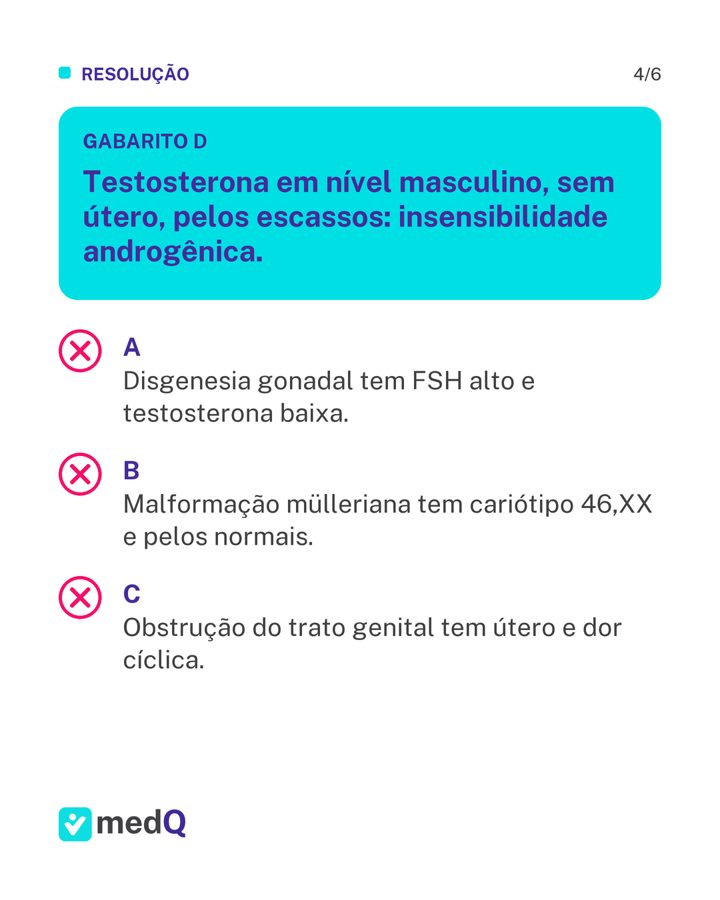 RESOLUÇÃO
4/6
GABARITO D
Testosterona em nível masculino, sem
útero, pelos escassos: insensibilidade
androgênica.
A
Disgenesia gonadal tem FSH alto e
testosterona baixa.
B
Malformação mülleriana tem cariótipo 46,XX
e pelos normais.
C
Obstrução do trato genital tem útero e dor
cíclica.
medQ